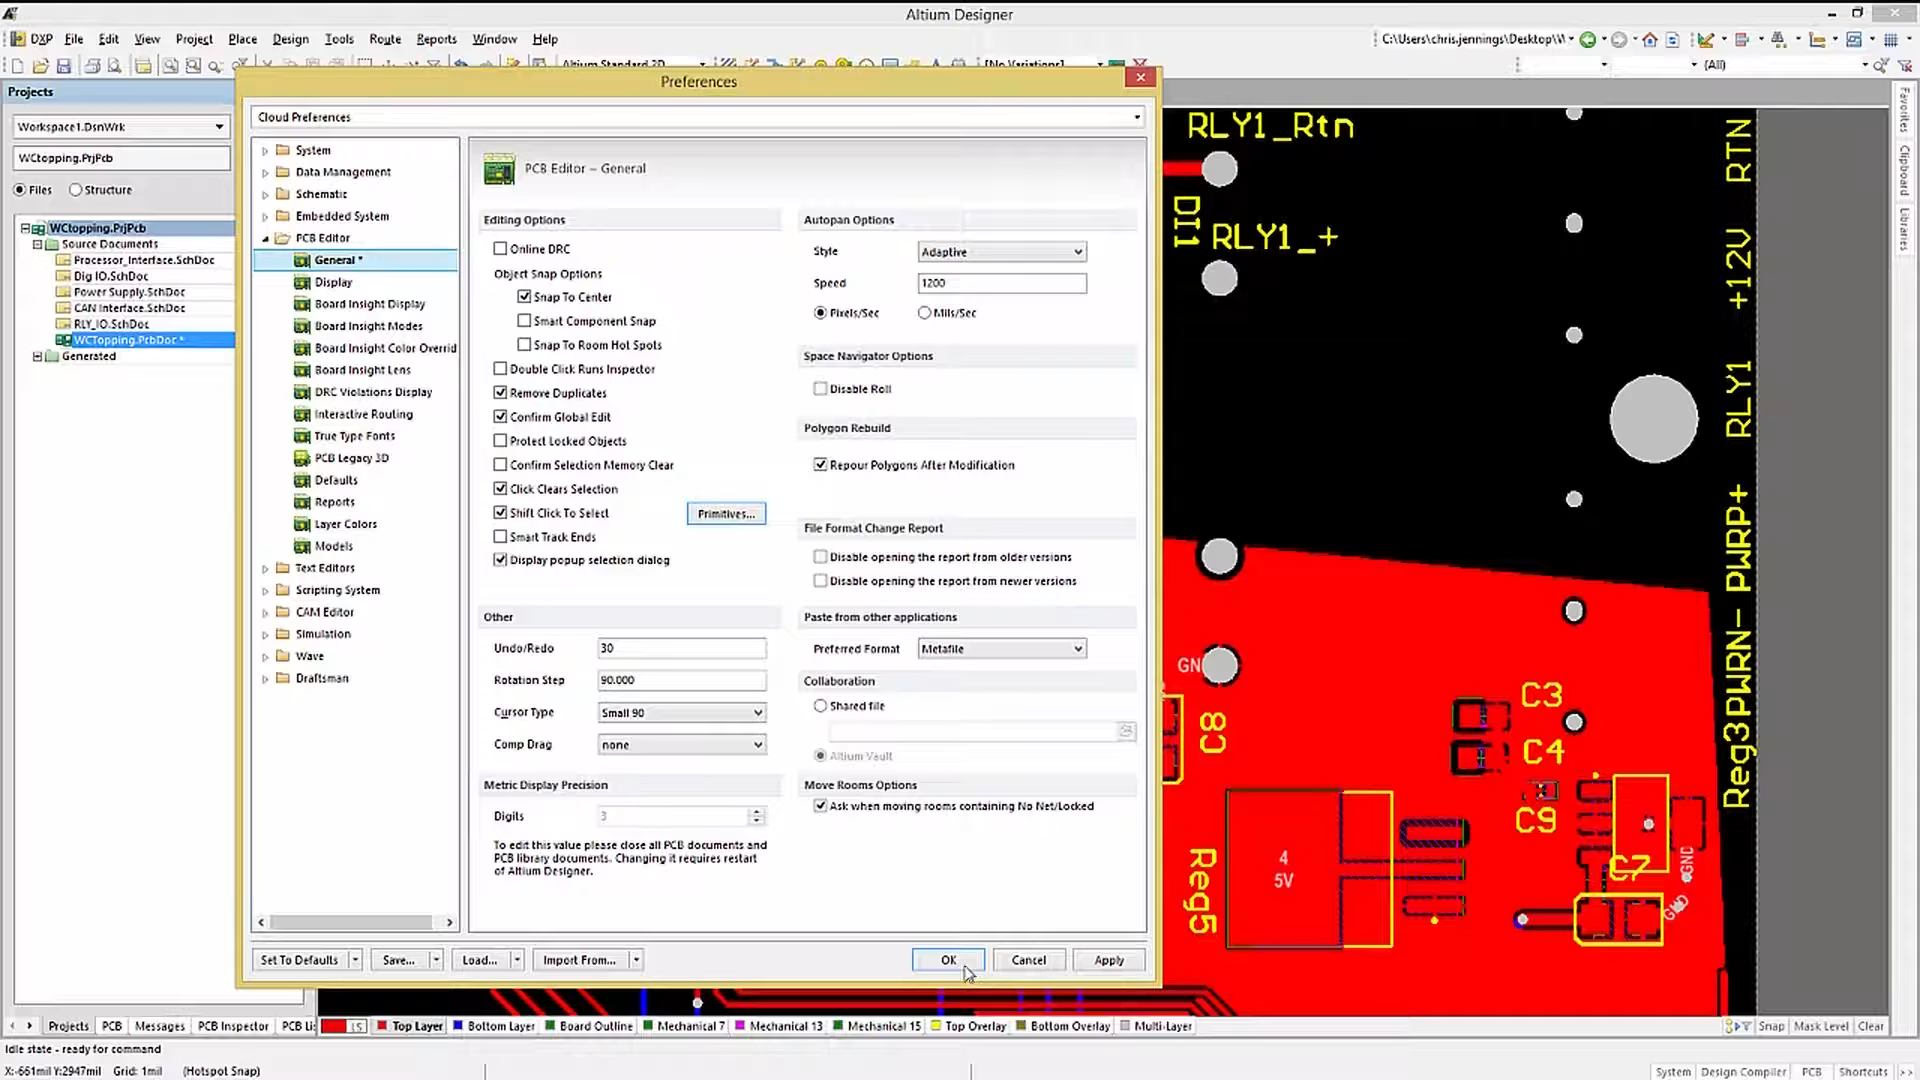 Altium Designer
DXP File Edit View Project Place Design Tools Route Reports Window Help
C:\Users\chris.jennings\Desktop\W
(All)
Projects
Workspace1.DsnWrk
WCtopping.PrjPcb
Files Structure
WCtopping.PrjPcb
Source Documents
Processor_Interface.SchDoc
Dig IO.SchDoc
Power Supply.SchDoc
CAN Interface.SchDoc
RLY_IO.SchDoc
WCTopping.PcbDoc *
Generated
Preferences
Cloud Preferences
System
Data Management
Schematic
Embedded System
PCB Editor
General *
Display
Board Insight Display
Board Insight Modes
Board Insight Color Overrid
Board Insight Lens
DRC Violations Display
Interactive Routing
True Type Fonts
PCB Legacy 3D
Defaults
Reports
Layer Colors
Models
Text Editors
Scripting System
CAM Editor
Simulation
Wave
Draftsman
PCB Editor – General
Editing Options
Online DRC
Object Snap Options
Snap To Center
Smart Component Snap
Snap To Room Hot Spots
Double Click Runs Inspector
Remove Duplicates
Confirm Global Edit
Protect Locked Objects
Confirm Selection Memory Clear
Click Clears Selection
Shift Click To Select
Primitives...
Smart Track Ends
Display popup selection dialog
Other
Undo/Redo 30
Rotation Step 90.000
Cursor Type Small 90
Comp Drag none
Metric Display Precision
Digits 3
To edit this value please close all PCB documents and
PCB library documents. Changing it requires restart
of Altium Designer.
Autopan Options
Style Adaptive
Speed 1200
Pixels/Sec Mils/Sec
Space Navigator Options
Disable Roll
Polygon Rebuild
Repour Polygons After Modification
File Format Change Report
Disable opening the report from older versions
Disable opening the report from newer versions
Paste from other applications
Preferred Format Metafile
Collaboration
Shared file
Altium Vault
Move Rooms Options
Ask when moving rooms containing No Net/Locked
Set To Defaults Save... Load... Import From... OK Cancel Apply
RLY1_Rtn
DI1
RLY1_+
RTN
+12V
RLY1
PWRP+
PWRN-
Reg3
GN
C8
C3
C4
C9
C7
GND
GND
Reg5
4
5V
Favorites
Clipboard
Libraries
Projects PCB Messages PCB Inspector PCB Li
LS Top Layer Bottom Layer Board Outline Mechanical 7 Mechanical 13 Mechanical 15 Top Overlay Bottom Overlay Multi-Layer
Snap Mask Level Clear
Idle state - ready for command
X:-661mil Y:2947mil Grid: 1mil (Hotspot Snap)
System Design Compiler PCB Shortcuts >>